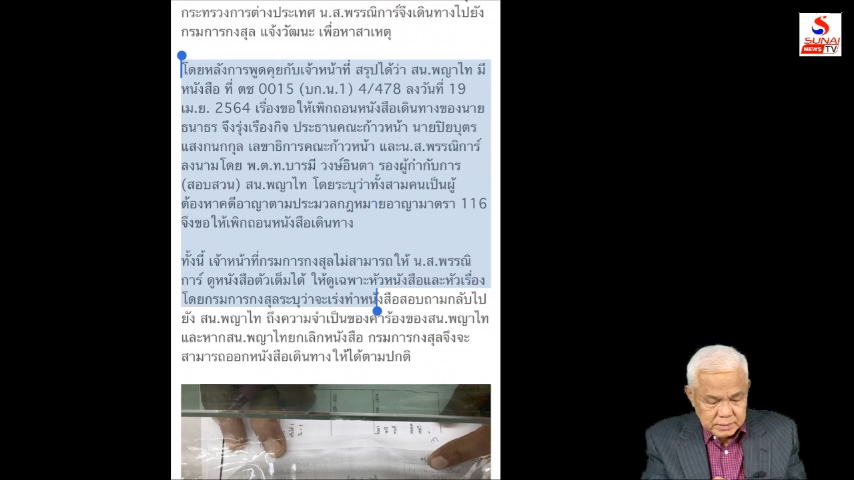 กระทรวงการต่างประเทศ น.ส.พรรณิการ์จึงเดินทางไปยัง
กรมการกงสุล แจ้งวัฒนะ เพื่อหาสาเหตุ
โดยหลังการพูดคุยกับเจ้าหน้าที่ สรุปได้ว่า สน.พญาไท มี
หนังสือ ที่ ตช 0015 (บก.น.1) 4/478 ลงวันที่ 19
เม.ย. 2564 เรื่องขอให้เพิกถอนหนังสือเดินทางของนาย
ธนาธร จึงรุ่งเรืองกิจ ประธานคณะก้าวหน้า นายปิยบุตร
แสงกนกกุล เลขาธิการคณะก้าวหน้า และน.ส.พรรณิการ์
ลงนามโดย พ.ต.ท.บารมี วงษ์อินตา รองผู้กำกับการ
(สอบสวน) สน.พญาไท โดยระบุว่าทั้งสามคนเป็นผู้
ต้องหาคดีอาญาตามประมวลกฎหมายอาญามาตรา 116
จึงขอให้เพิกถอนหนังสือเดินทาง
ทั้งนี้ เจ้าหน้าที่กรมการกงสุลไม่สามารถให้ น.ส.พรรณิ
การ์ ดูหนังสือตัวเต็มได้ ให้ดูเฉพาะหัวหนังสือและหัวเรื่อง
โดยกรมการกงสุลระบุว่าจะเร่งทำหนังสือสอบถามกลับไป
ยัง สน.พญาไท ถึงความจำเป็นของคำร้องของสน.พญาไท
และหากสน.พญาไทยกเลิกหนังสือ กรมการกงสุลจึงจะ
สามารถออกหนังสือเดินทางให้ได้ตามปกติ
SUNAI
NEWS TV